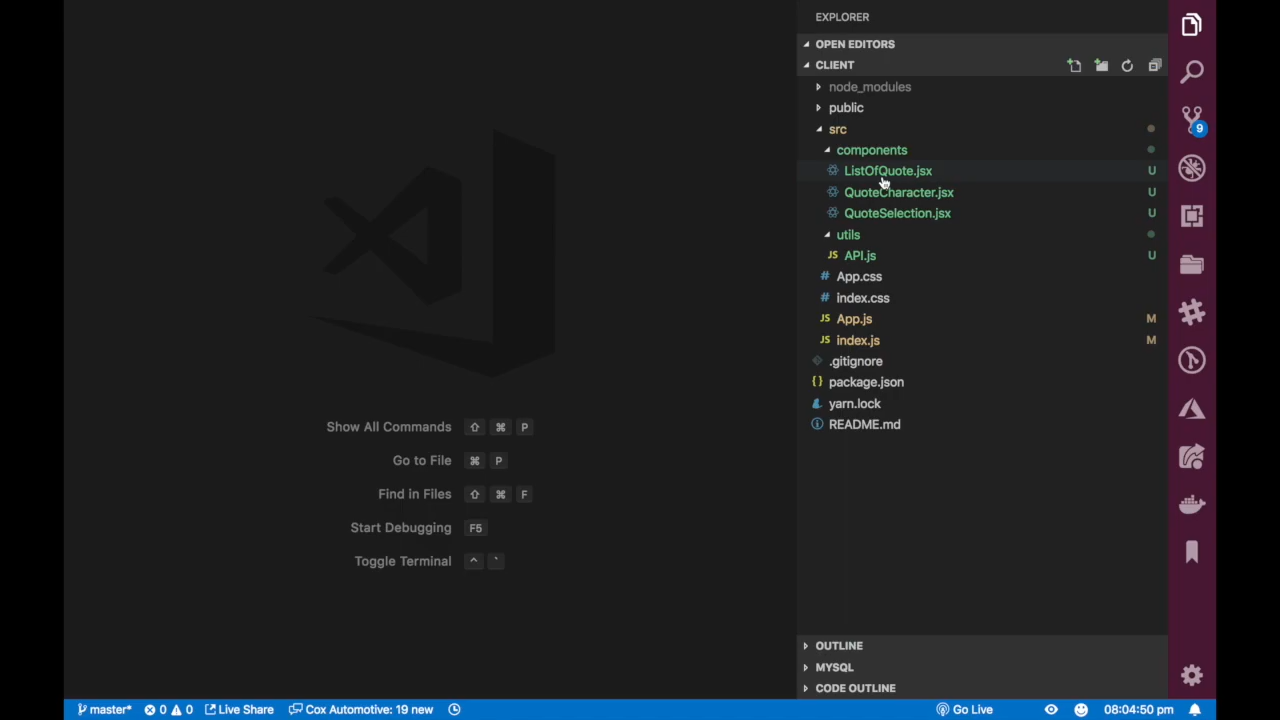 EXPLORER
OPEN EDITORS
CLIENT
node_modules
public
src
components
ListOfQuote.jsx U
QuoteCharacter.jsx U
QuoteSelection.jsx U
utils
JS API.js U
# App.css
# index.css
JS App.js M
JS index.js M
.gitignore
{} package.json
yarn.lock
README.md
9
Show All Commands ⇧ ⌘ P
Go to File ⌘ P
Find in Files ⇧ ⌘ F
Start Debugging F5
Toggle Terminal ^ `
OUTLINE
MYSQL
CODE OUTLINE
master* 0 0 Live Share Cox Automotive: 19 new Go Live 08:04:50 pm